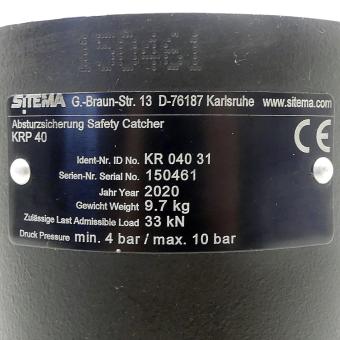 150461
SITEMA G.-Braun-Str. 13 D-76187 Karlsruhe www.sitema.com
Absturzsicherung Safety Catcher
KRP 40
CE
Ident-Nr. ID No. KR 040 31
Serien-Nr. Serial No. 150461
Jahr Year 2020
Gewicht Weight 9.7 kg
Zulässige Last Admissible Load 33 kN
Druck Pressure min. 4 bar / max. 10 bar